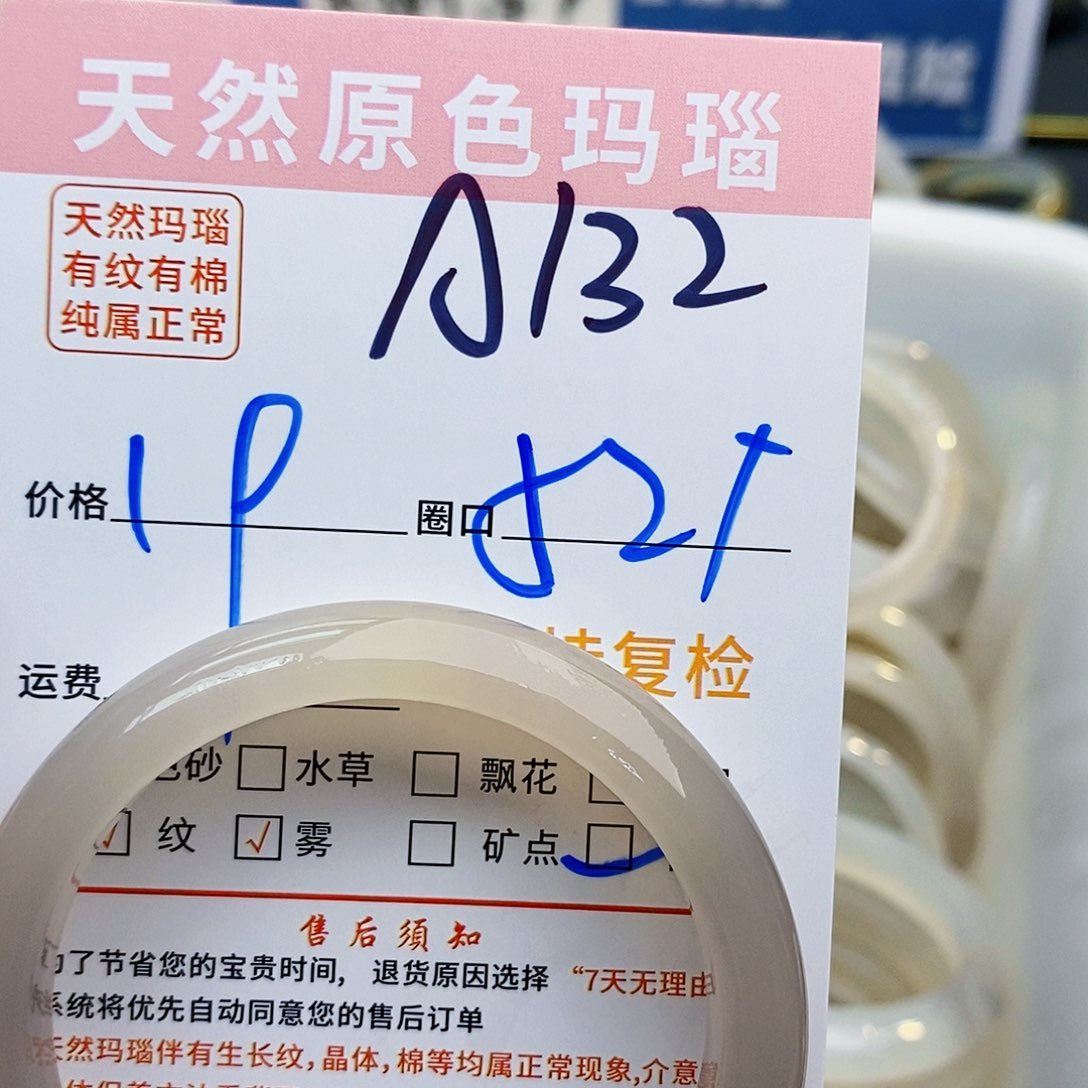 天然原色玛瑙
天然玛瑙
有纹有棉
纯属正常
A132
价格 19 圈口 52+
复检
运费
色砂 水草 飘花
√ 纹 √ 雾 矿点
售后须知
为了节省您的宝贵时间，退货原因选择“7天无理由
系统将优先自动同意您的售后订单
天然玛瑙伴有生长纹，晶体，棉等均属正常现象，介意